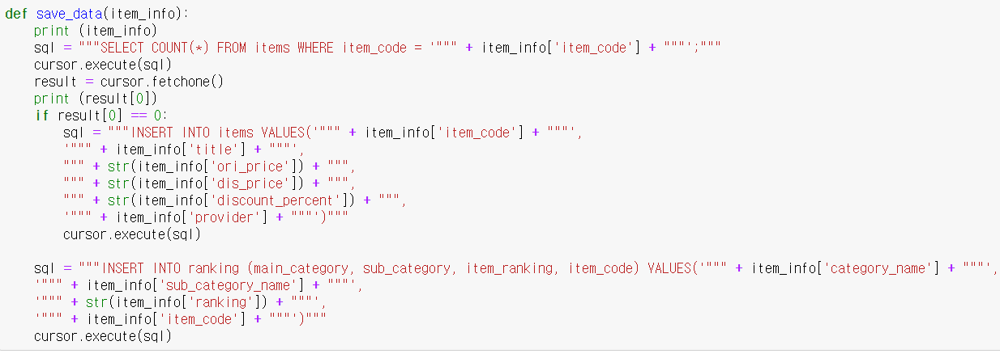 def save_data(item_info):
    print (item_info)
    sql = """SELECT COUNT(*) FROM items WHERE item_code = '""" + item_info['item_code'] + """';"""
    cursor.execute(sql)
    result = cursor.fetchone()
    print (result[0])
    if result[0] == 0:
        sql = """INSERT INTO items VALUES('""" + item_info['item_code'] + """',
        '""" + item_info['title'] + """',
        """ + str(item_info['ori_price']) + """,
        """ + str(item_info['dis_price']) + """,
        """ + str(item_info['discount_percent']) + """,
        '""" + item_info['provider'] + """')"""
        cursor.execute(sql)

    sql = """INSERT INTO ranking (main_category, sub_category, item_ranking, item_code) VALUES('""" + item_info['category_name'] + """',
    '""" + item_info['sub_category_name'] + """',
    '""" + str(item_info['ranking']) + """',
    '""" + item_info['item_code'] + """')"""
    cursor.execute(sql)